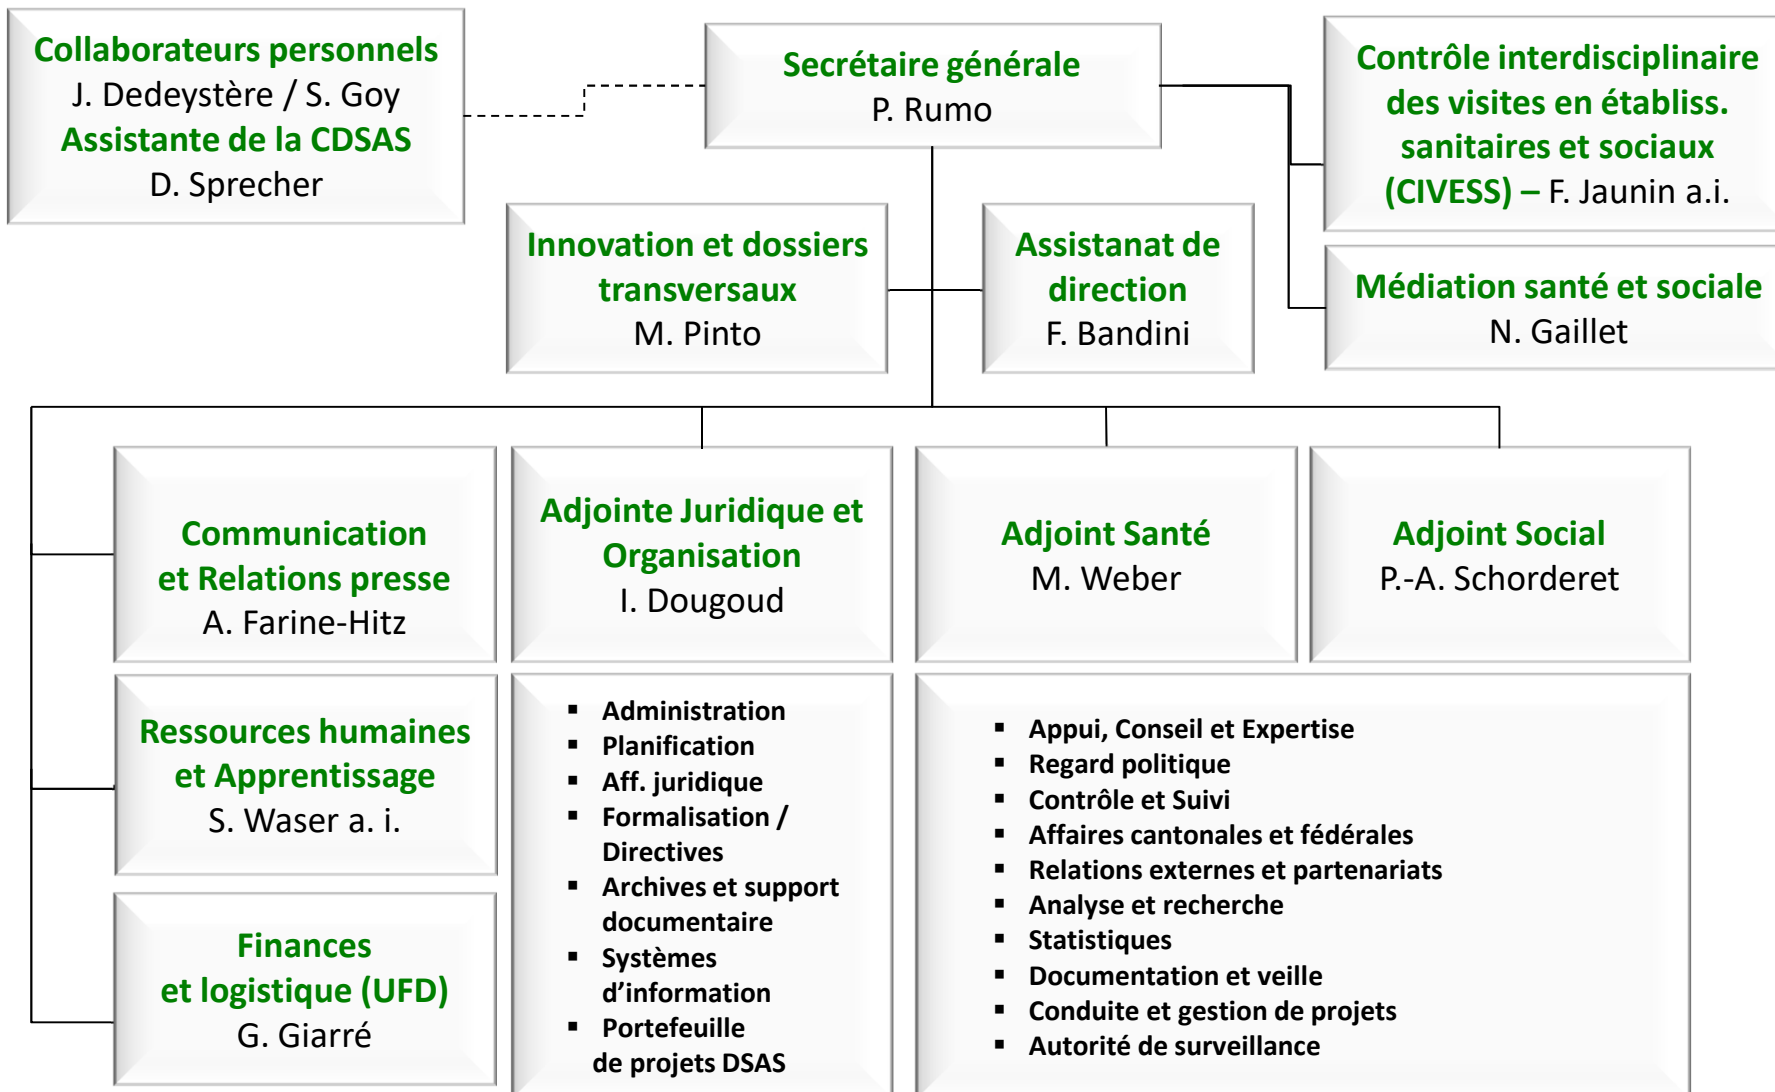 Collaborateurs personnels
J. Dedeystère / S. Goy
Assistante de la CDSAS
D. Sprecher
Secrétaire générale
P. Rumo
Contrôle interdisciplinaire
des visites en établiss.
sanitaires et sociaux
(CIVESS) – F. Jaunin a.i.
Innovation et dossiers
transversaux
M. Pinto
Assistanat de
direction
F. Bandini
Médiation santé et sociale
N. Gaillet
Communication
et Relations presse
A. Farine-Hitz
Adjointe Juridique et
Organisation
I. Dougoud
Adjoint Santé
M. Weber
Adjoint Social
P.-A. Schorderet
Ressources humaines
et Apprentissage
S. Waser a. i.
Finances
et logistique (UFD)
G. Giarré
▪ Administration
▪ Planification
▪ Aff. juridique
▪ Formalisation /
Directives
▪ Archives et support
documentaire
▪ Systèmes
d’information
▪ Portefeuille
de projets DSAS
▪ Appui, Conseil et Expertise
▪ Regard politique
▪ Contrôle et Suivi
▪ Affaires cantonales et fédérales
▪ Relations externes et partenariats
▪ Analyse et recherche
▪ Statistiques
▪ Documentation et veille
▪ Conduite et gestion de projets
▪ Autorité de surveillance